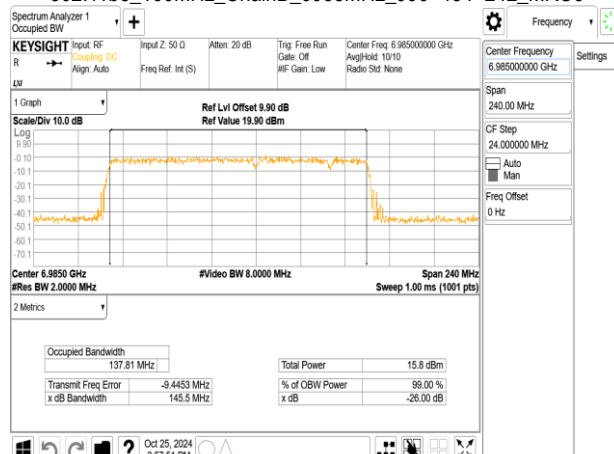 Spectrum Analyzer 1
Occupied BW
Frequency
KEYSIGHT
Input: RF
Coupling: DC
Align: Auto
Input Z: 50 Ω
Freq Ref: Int (S)
Atten: 20 dB
Trig: Free Run
Gate: Off
#IF Gain: Low
Center Freq: 6.985000000 GHz
Avg|Hold: 10/10
Radio Std: None
R
LXI
Center Frequency
6.985000000 GHz
Settings
Span
240.00 MHz
CF Step
24.000000 MHz
Auto
Man
Freq Offset
0 Hz
1 Graph
Ref Lvl Offset 9.90 dB
Scale/Div 10.0 dB
Ref Value 19.90 dBm
Log
9.90
-0.10
-10.1
-20.1
-30.1
-40.1
-50.1
-60.1
-70.1
Center 6.9850 GHz
#Video BW 8.0000 MHz
Span 240 MHz
#Res BW 2.0000 MHz
Sweep 1.00 ms (1001 pts)
2 Metrics
Occupied Bandwidth
137.81 MHz
Total Power
15.8 dBm
Transmit Freq Error
-9.4453 MHz
% of OBW Power
99.00 %
x dB Bandwidth
145.5 MHz
x dB
-26.00 dB
?
Oct 25, 2024